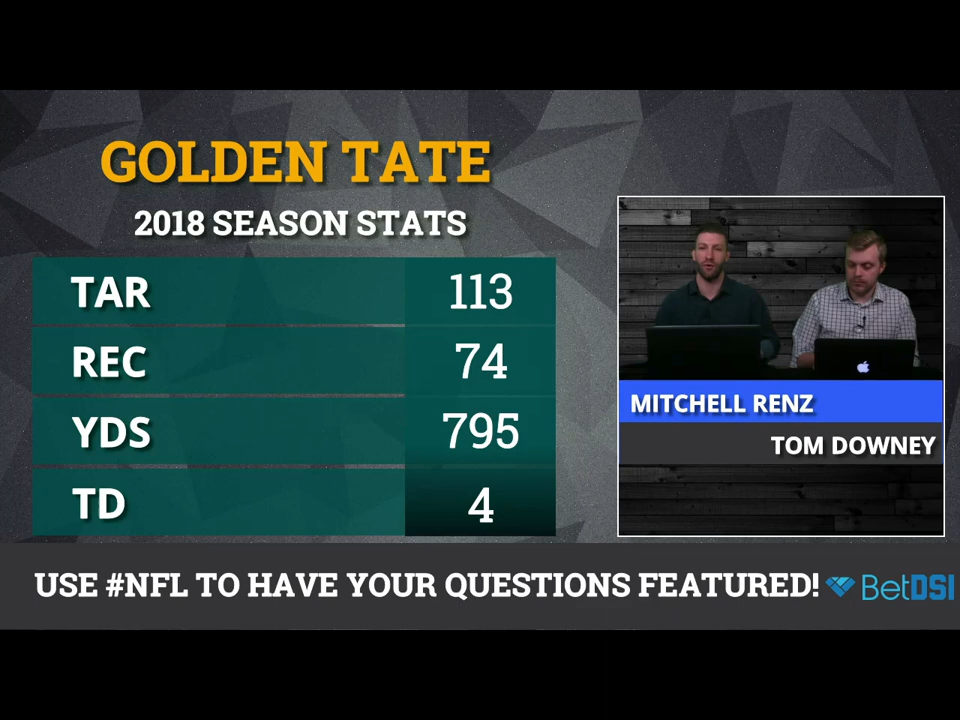 GOLDEN TATE
2018 SEASON STATS
TAR 113
REC 74
YDS 795
TD 4
MITCHELL RENZ
TOM DOWNEY
USE #NFL TO HAVE YOUR QUESTIONS FEATURED! BetDSI